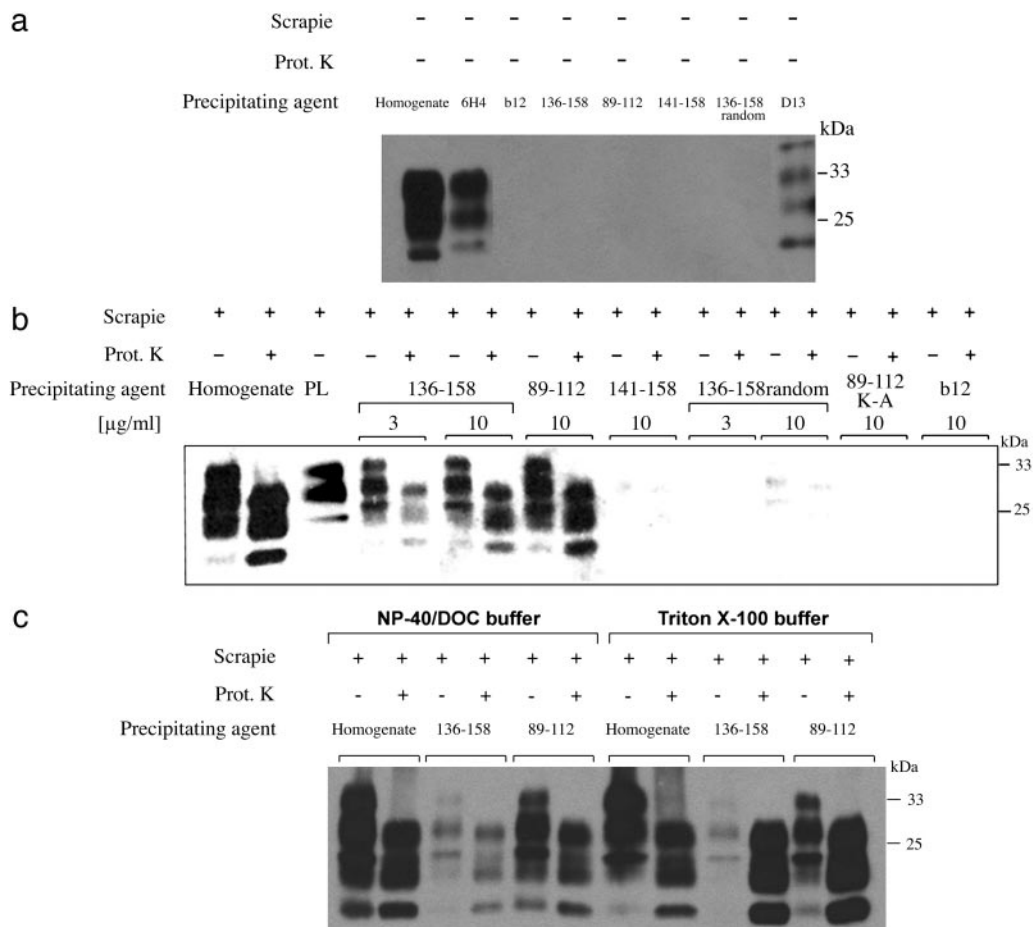 a
Scrapie - - - - - - - -
Prot. K - - - - - - - -
Precipitating agent Homogenate 6H4 b12 136-158 89-112 141-158 136-158 random D13
kDa
33
25
b
Scrapie + + + + + + + + + + + + + + + + + +
Prot. K - + - - + - + - + - + - + - + - + - +
Precipitating agent Homogenate PL 136-158 89-112 141-158 136-158random 89-112 K-A b12
[µg/ml] 3 10 10 10 3 10 10 10
kDa
33
25
c
NP-40/DOC buffer Triton X-100 buffer
Scrapie + + + + + + + + + + + +
Prot. K - + - + - + - + - + - +
Precipitating agent Homogenate 136-158 89-112 Homogenate 136-158 89-112
kDa
33
25